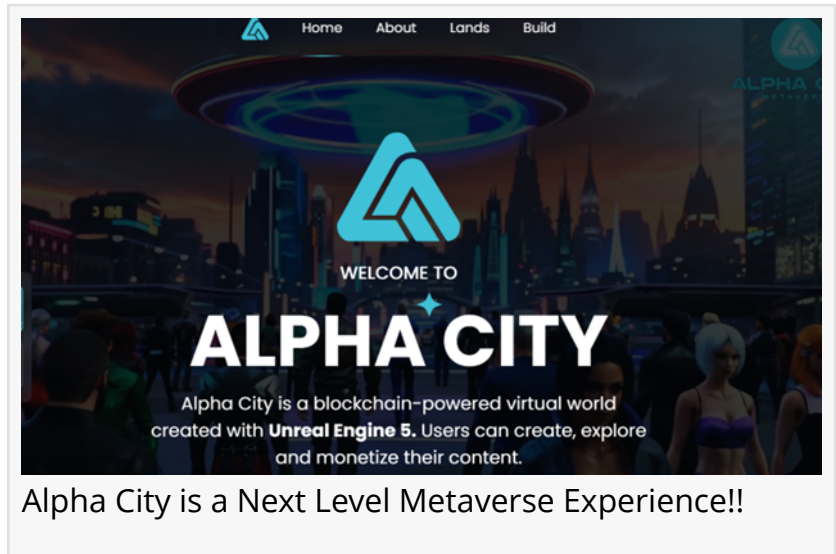 Home About Lands Build
ALPHA
WELCOME TO
ALPHA CITY
Alpha City is a blockchain-powered virtual world
created with Unreal Engine 5. Users can create, explore
and monetize their content.
Alpha City is a Next Level Metaverse Experience!!